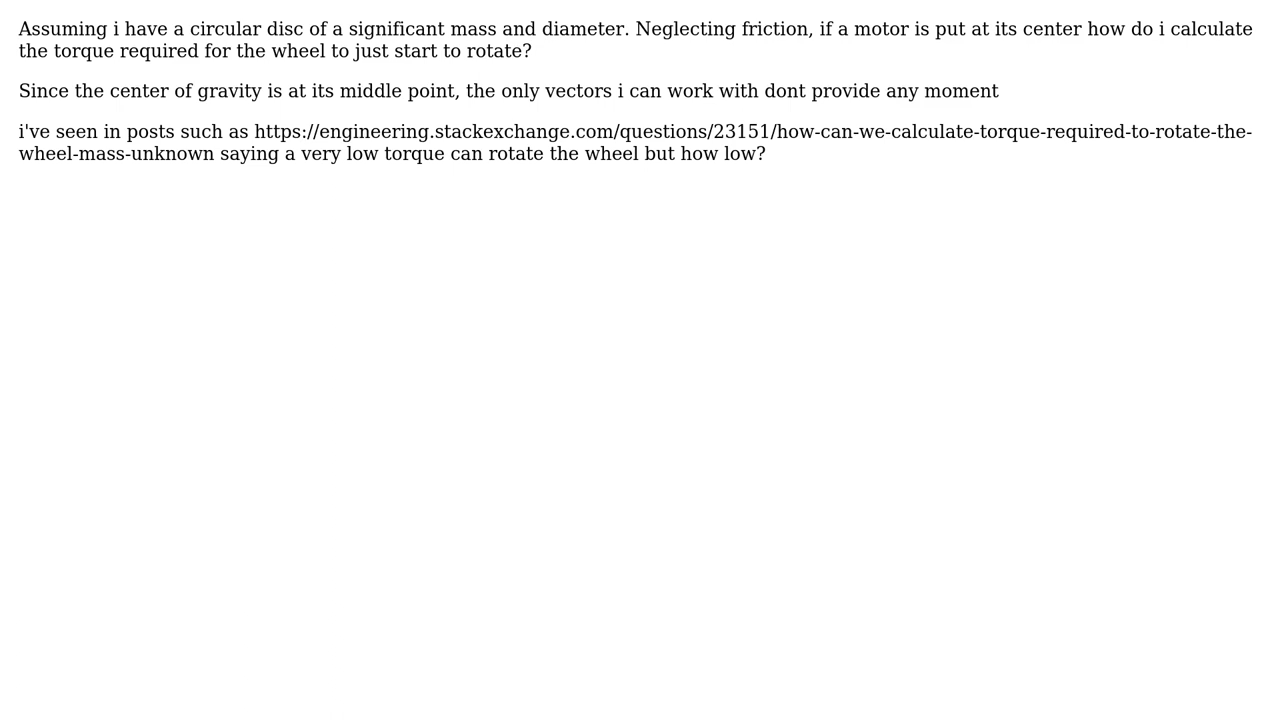 Assuming i have a circular disc of a significant mass and diameter. Neglecting friction, if a motor is put at its center how do i calculate
the torque required for the wheel to just start to rotate?
Since the center of gravity is at its middle point, the only vectors i can work with dont provide any moment
i've seen in posts such as https://engineering.stackexchange.com/questions/23151/how-can-we-calculate-torque-required-to-rotate-the-
wheel-mass-unknown saying a very low torque can rotate the wheel but how low?